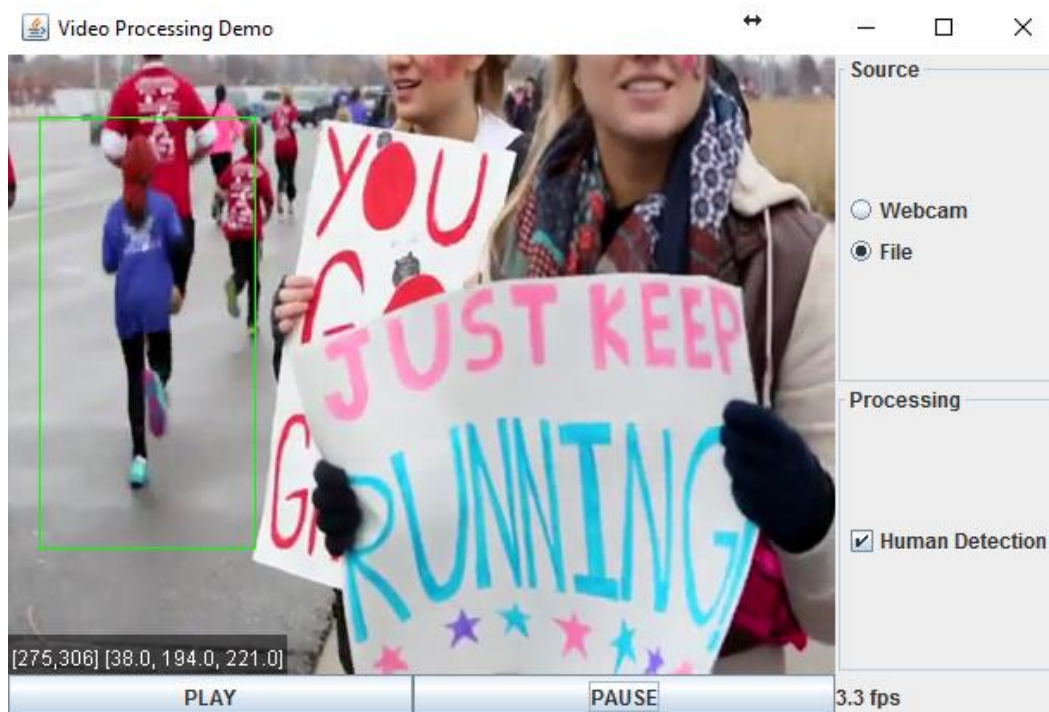 Video Processing Demo
Source
Webcam
File
YOU
GO
G
JUST KEEP
RUNNING!
Processing
Human Detection
[275,306] [38.0, 194.0, 221.0]
PLAY
PAUSE
3.3 fps